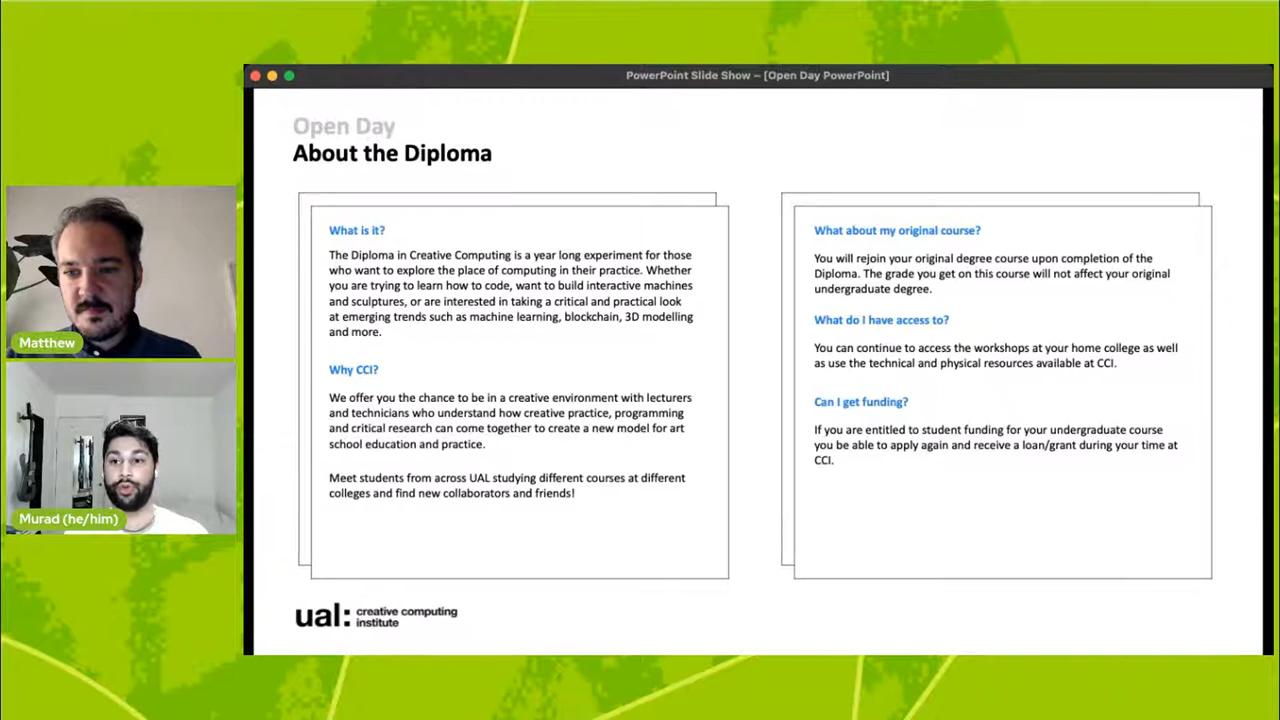 PowerPoint Slide Show – [Open Day PowerPoint]
Open Day
About the Diploma
What is it?
The Diploma in Creative Computing is a year long experiment for those
who want to explore the place of computing in their practice. Whether
you are trying to learn how to code, want to build interactive machines
and sculptures, or are interested in taking a critical and practical look
at emerging trends such as machine learning, blockchain, 3D modelling
and more.
Why CCI?
We offer you the chance to be in a creative environment with lecturers
and technicians who understand how creative practice, programming
and critical research can come together to create a new model for art
school education and practice.
Meet students from across UAL studying different courses at different
colleges and find new collaborators and friends!
What about my original course?
You will rejoin your original degree course upon completion of the
Diploma. The grade you get on this course will not affect your original
undergraduate degree.
What do I have access to?
You can continue to access the workshops at your home college as well
as use the technical and physical resources available at CCI.
Can I get funding?
If you are entitled to student funding for your undergraduate course
you be able to apply again and receive a loan/grant during your time at
CCI.
ual: creative computing
institute
Matthew
Murad (he/him)